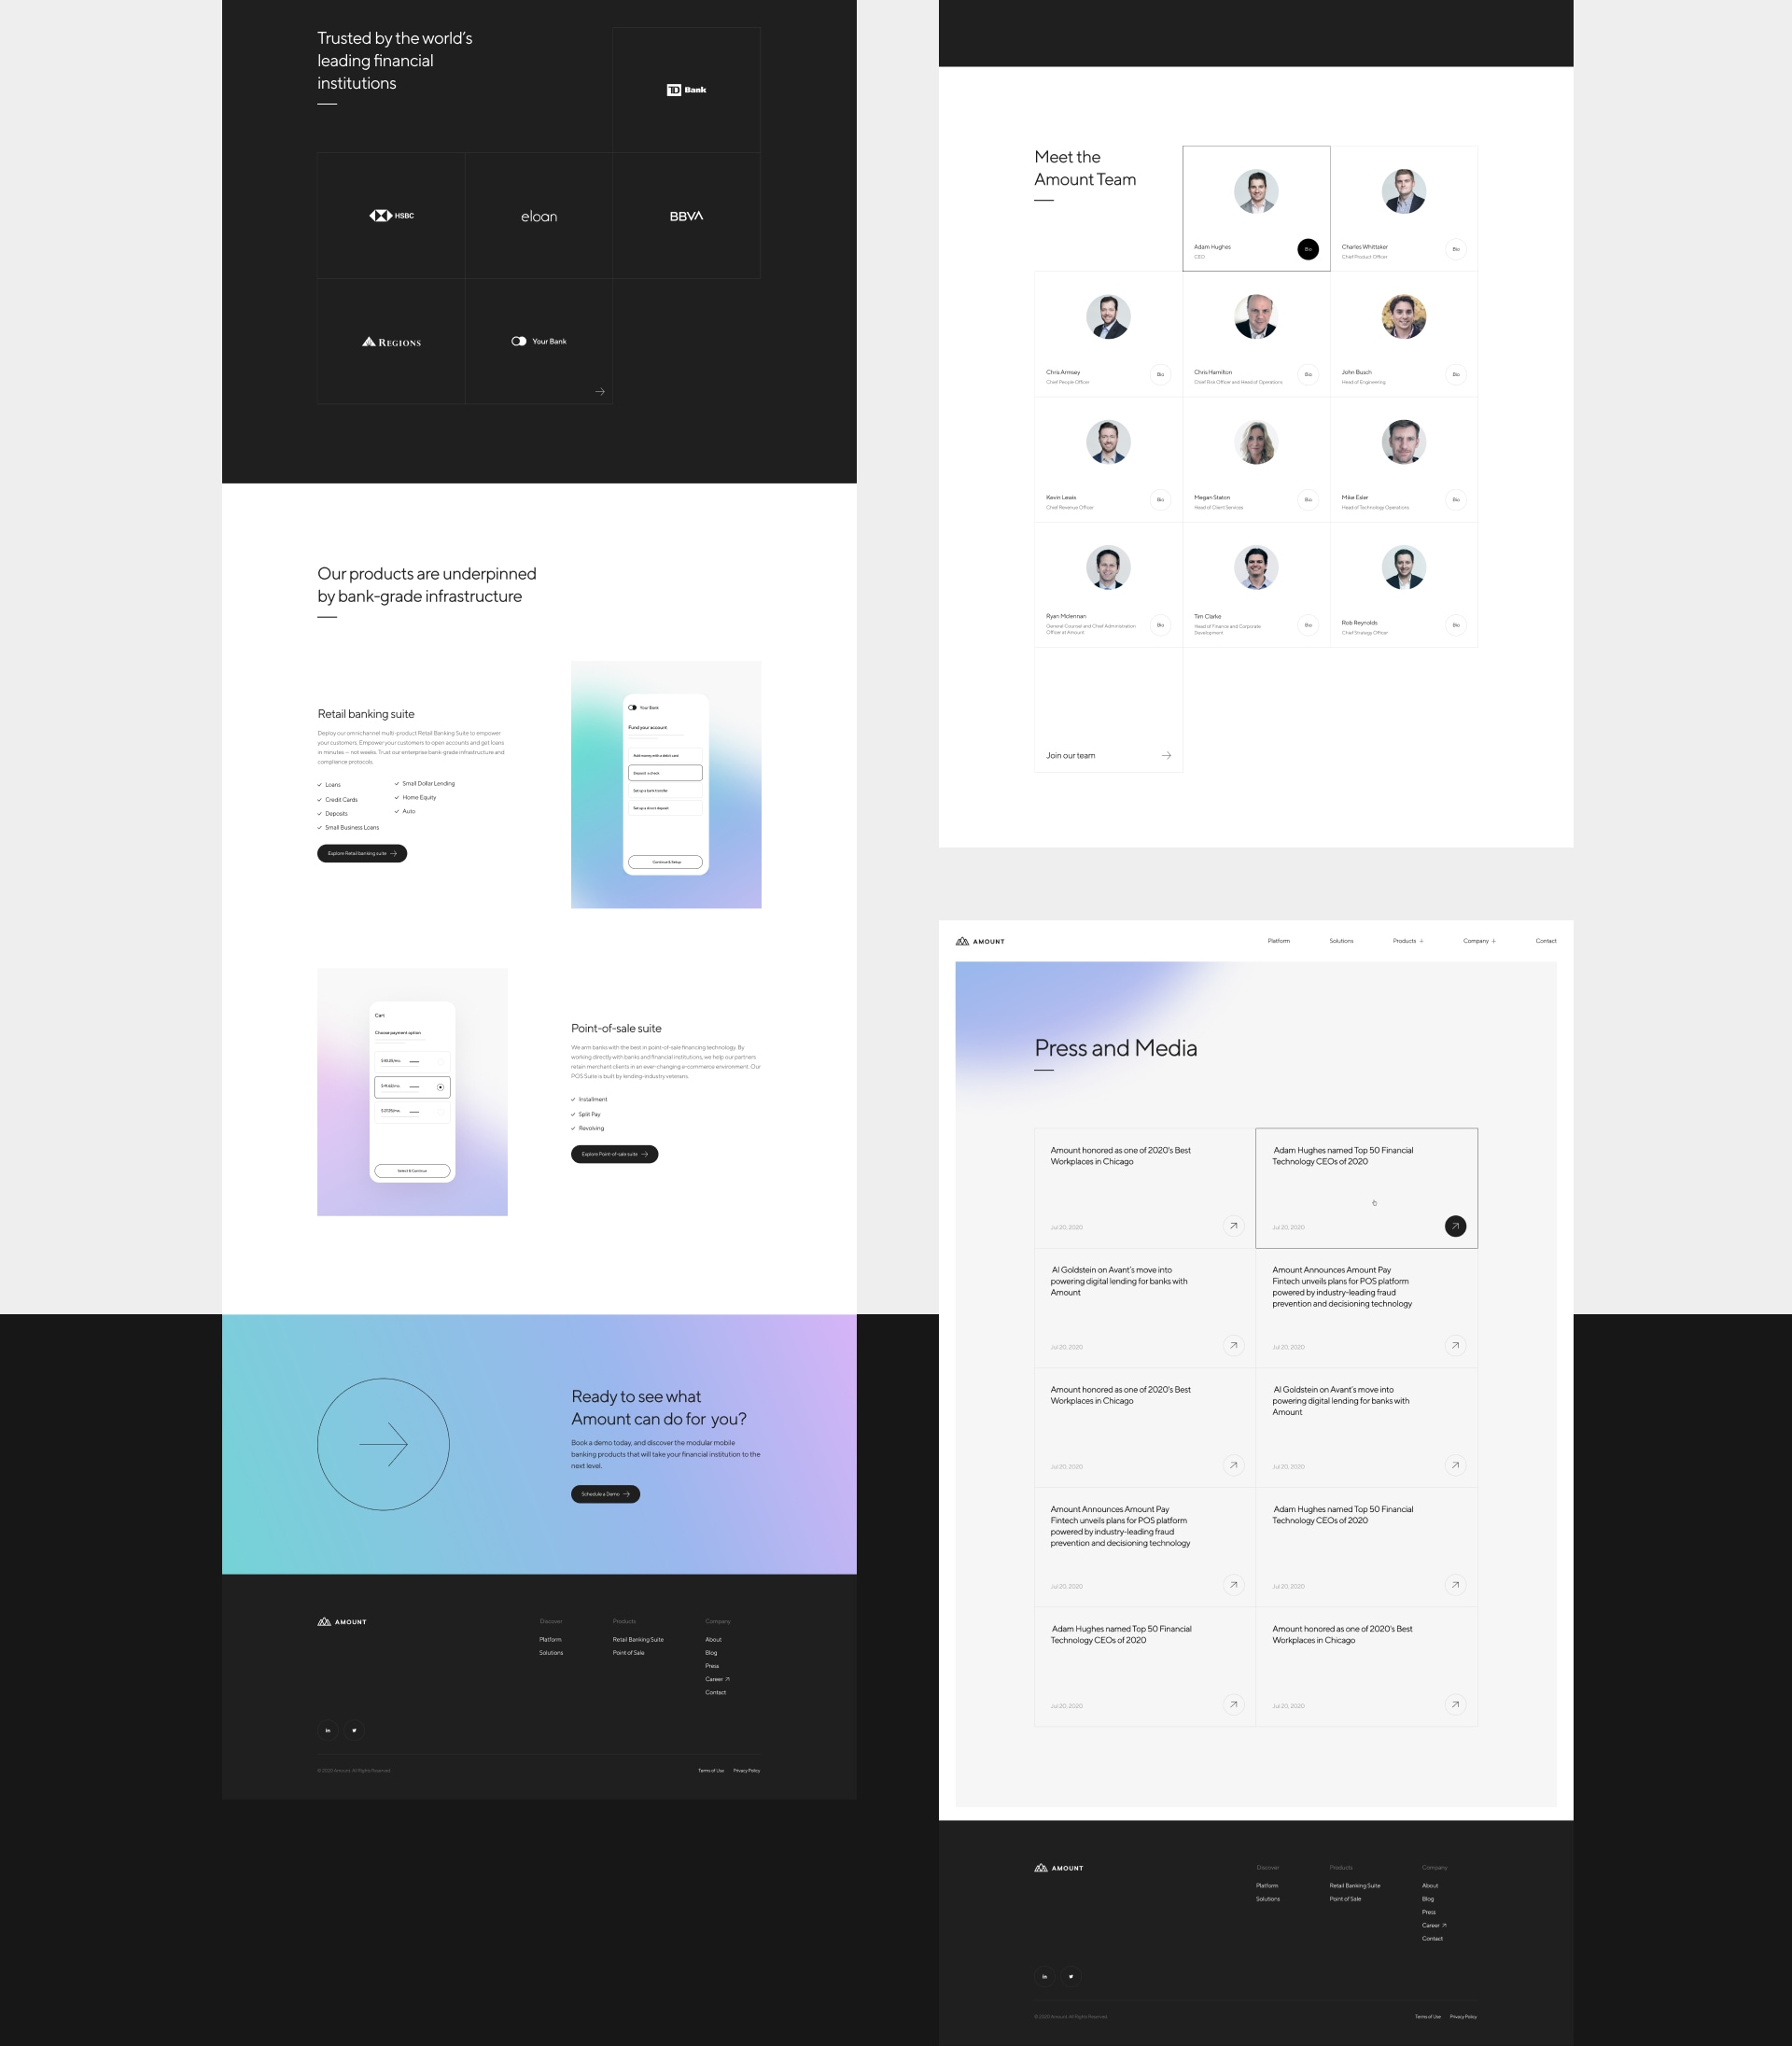 Trusted by the world's
leading financial
institutions
TD Bank
HSBC
eloan
BBVA
REGIONS
Your Bank
Our products are underpinned
by bank-grade infrastructure
Retail banking suite
Deploy our omnichannel multi-product Retail Banking Suite to empower
your customers. Empower your customers to open accounts and get loans
in minutes – not weeks. Trust our enterprise bank-grade infrastructure and
compliance protocols
Loans
Credit Cards
Deposits
Small Business Loans
Small Dollar Lending
Home Equity
Auto
Explore Retail banking suite
Your Bank
Fund your account
Add money with a debit card
Deposit a check
Set up a bank transfer
Set up a direct deposit
Continue & Setup
Cart
Choose payment option
Select & Continue
Point-of-sale suite
We arm banks with the best in point-of-sale financing technology. By
working directly with banks and financial institutions, we help our partners
retain merchant clients in an ever-changing e-commerce environment. Our
POS Suite is built by lending-industry veterans.
Installment
Split Pay
Revolving
Explore Point-of-sale suite
Ready to see what
Amount can do for you?
Book a demo today, and discover the modular mobile
banking products that will take your financial institution to the
next level.
Schedule a Demo
AMOUNT
Discover
Platform
Solutions
Products
Retail Banking Suite
Point of Sale
Company
About
Blog
Press
Career
Contact
in
© 2020 Amount. All Rights Reserved.
Terms of Use
Privacy Policy
Meet the
Amount Team
Adam Hughes
CEO
Bio
Charles Whittaker
Chief Product Officer
Bio
Chris Armsey
Chief People Officer
Bio
Chris Hamilton
Chief Risk Officer and Head of Operations
Bio
John Busch
Head of Engineering
Bio
Kevin Lewis
Chief Revenue Officer
Bio
Megan Staton
Head of Client Services
Bio
Mike Esler
Head of Technology Operations
Bio
Ryan Mclennan
General Counsel and Chief Administration
Officer at Amount
Bio
Tim Clarke
Head of Finance and Corporate
Development
Bio
Rob Reynolds
Chief Strategy Officer
Bio
Join our team
AMOUNT
Platform
Solutions
Products +
Company +
Contact
Press and Media
Amount honored as one of 2020's Best
Workplaces in Chicago
Jul 20, 2020
Adam Hughes named Top 50 Financial
Technology CEOs of 2020
Jul 20, 2020
Al Goldstein on Avant's move into
powering digital lending for banks with
Amount
Jul 20, 2020
Amount Announces Amount Pay
Fintech unveils plans for POS platform
powered by industry-leading fraud
prevention and decisioning technology
Jul 20, 2020
Amount honored as one of 2020's Best
Workplaces in Chicago
Jul 20, 2020
Al Goldstein on Avant's move into
powering digital lending for banks with
Amount
Jul 20, 2020
Amount Announces Amount Pay
Fintech unveils plans for POS platform
powered by industry-leading fraud
prevention and decisioning technology
Jul 20, 2020
Adam Hughes named Top 50 Financial
Technology CEOs of 2020
Jul 20, 2020
Adam Hughes named Top 50 Financial
Technology CEOs of 2020
Jul 20, 2020
Amount honored as one of 2020's Best
Workplaces in Chicago
Jul 20, 2020
AMOUNT
Discover
Platform
Solutions
Products
Retail Banking Suite
Point of Sale
Company
About
Blog
Press
Career
Contact
in
© 2020 Amount. All Rights Reserved.
Terms of Use
Privacy Policy